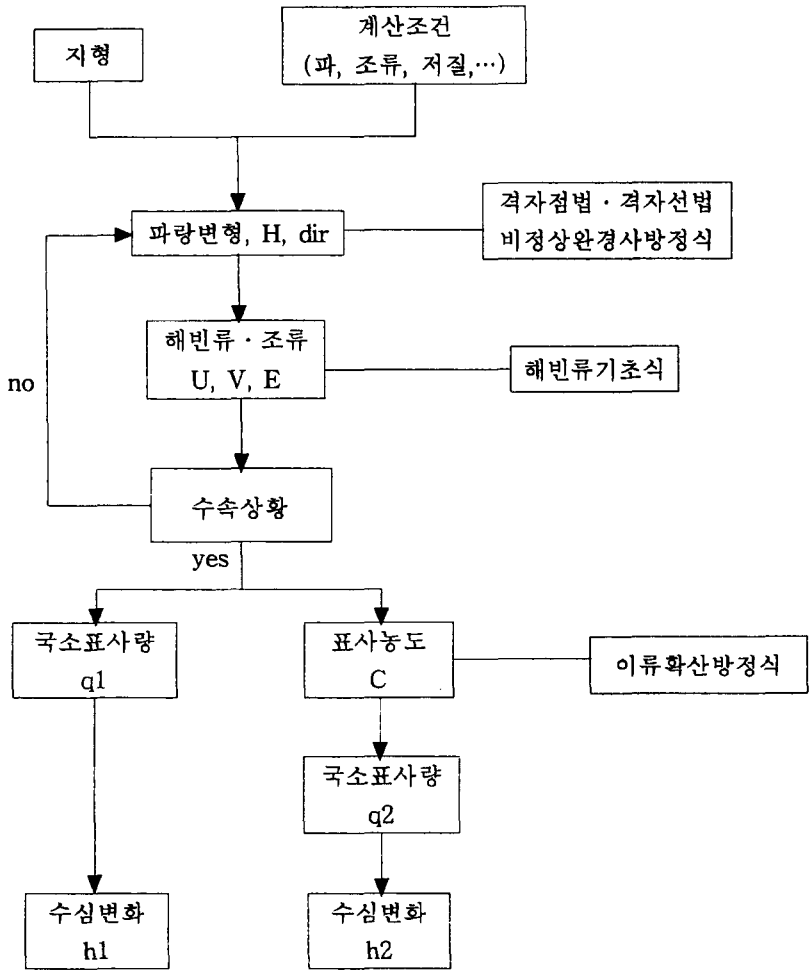 지형
계산조건
(파, 조류, 저질,⋯)
파랑변형, H, dir
격자점법 · 격자선법
비정상완경사방정식
해빈류 · 조류
U, V, E
해빈류기초식
no
수속상황
yes
국소표사량
q1
표사농도
C
이류확산방정식
국소표사량
q2
수심변화
h1
수심변화
h2